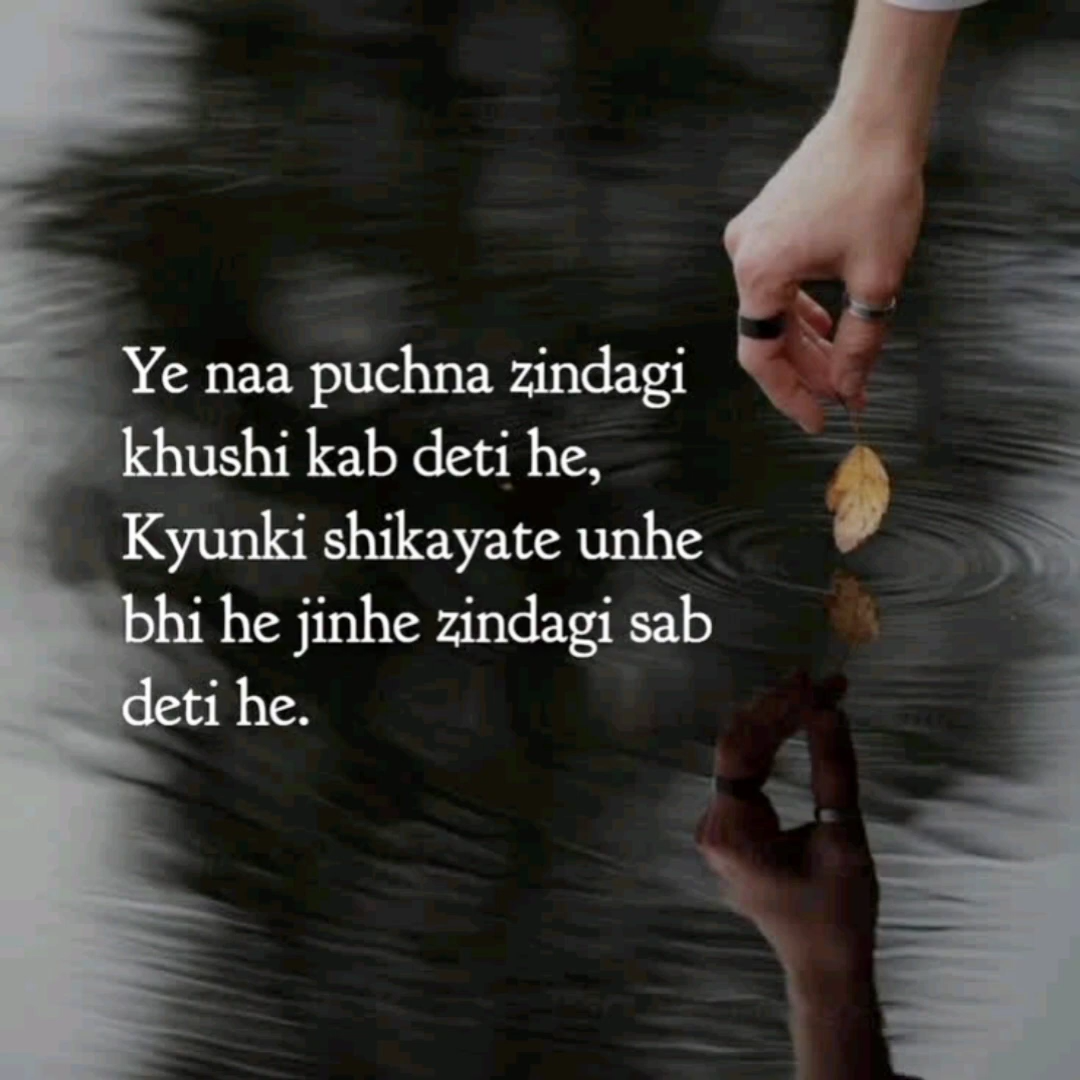 Ye naa puchna zindagi
khushi kab deti he,
Kyunki shikayate unhe
bhi he jinhe zindagi sab
deti he.